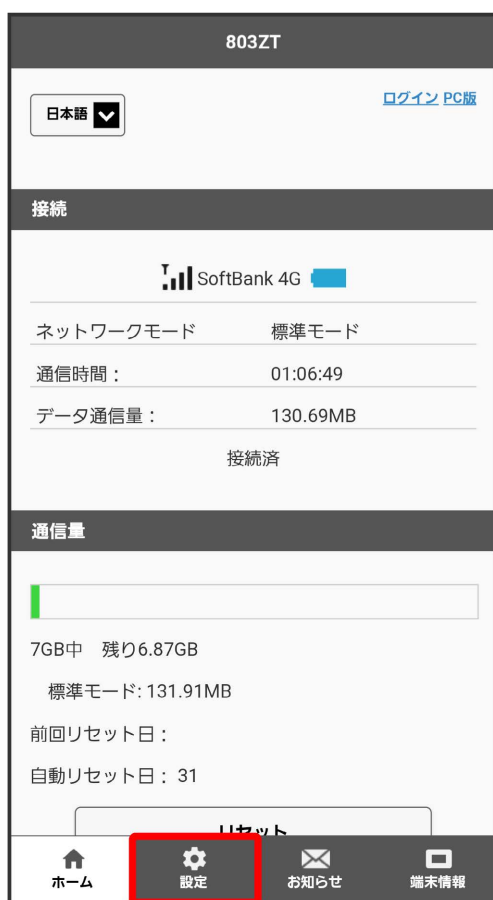 803ZT
日本語
ログイン PC版
接続
SoftBank 4G
ネットワークモード 標準モード
通信時間： 01:06:49
データ通信量： 130.69MB
接続済
通信量
7GB中　残り6.87GB
標準モード: 131.91MB
前回リセット日：
自動リセット日： 31
リセット
ホーム 設定 お知らせ 端末情報